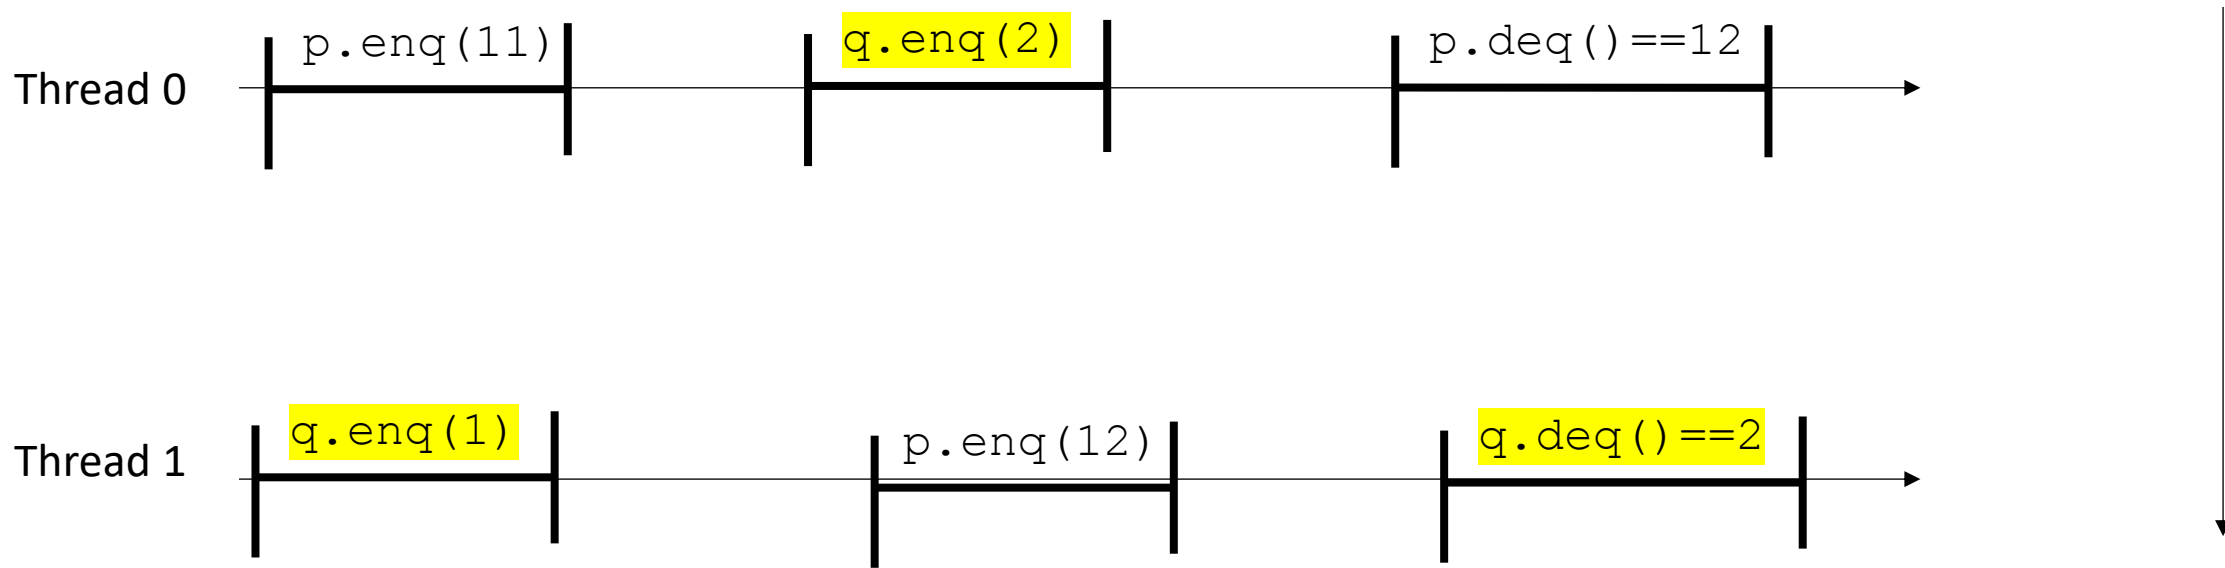 p.enq(11) q.enq(2) p.deq()==12
Thread 0
q.enq(1) p.enq(12) q.deq()==2
Thread 1